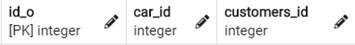 id_o car_id customers_id
[PK] integer integer integer